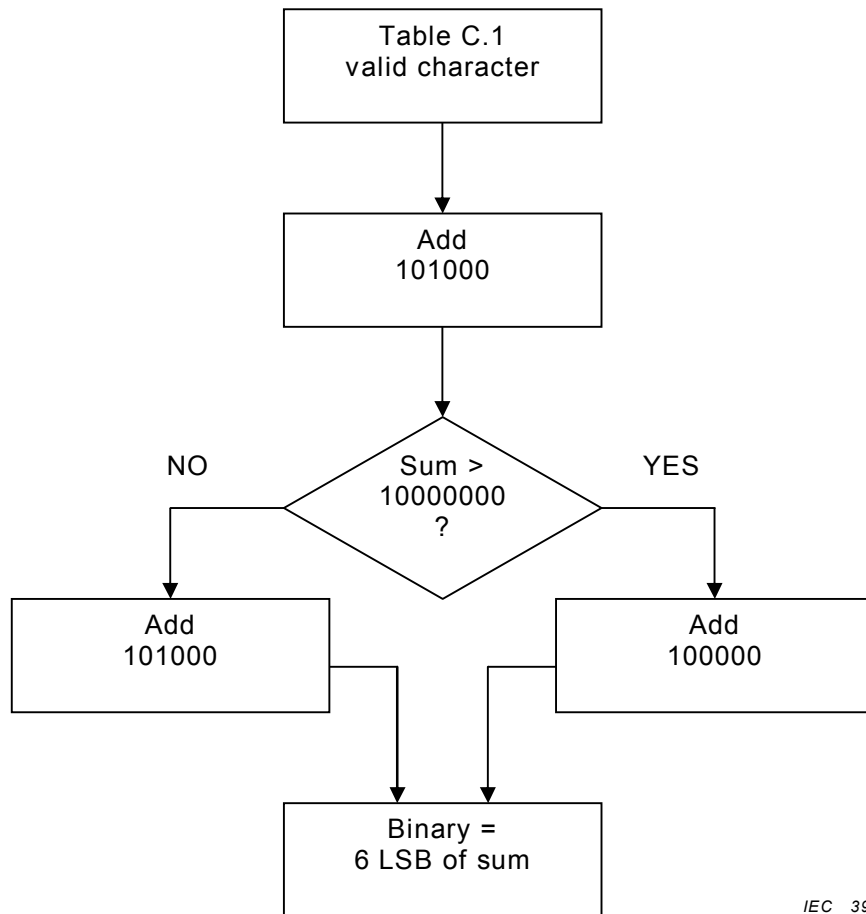 Table C.1
valid character
Add
101000
Sum >
10000000
?
NO
YES
Add
101000
Add
100000
Binary =
6 LSB of sum
IEC 39